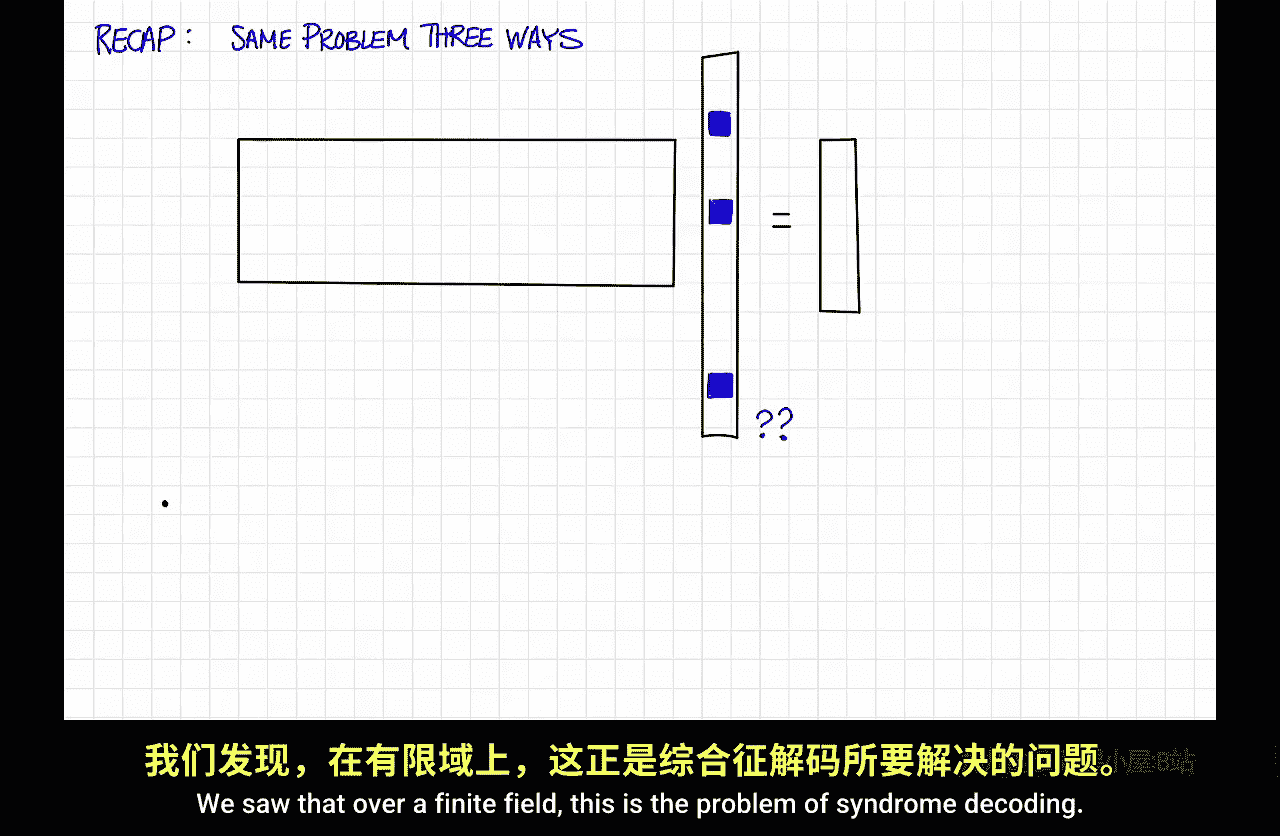 RECAP: SAME PROBLEM THREE WAYS
=
??
我们发现，在有限域上，这正是综合征解码所要解决的问题。
We saw that over a finite field, this is the problem of syndrome decoding.